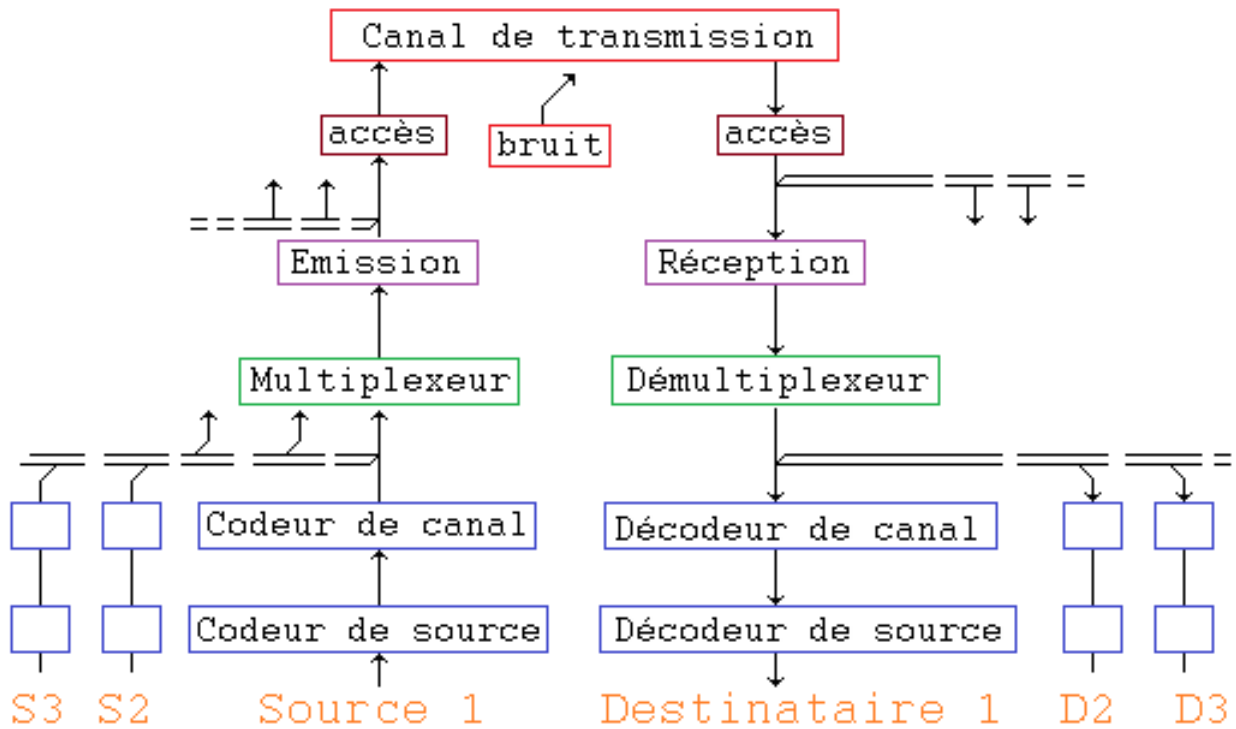 Canal de transmission
accès
bruit
accès
Emission
Réception
Multiplexeur
Démultiplexeur
Codeur de canal
Décodeur de canal
Codeur de source
Décodeur de source
S3 S2 Source 1 Destinataire 1 D2 D3